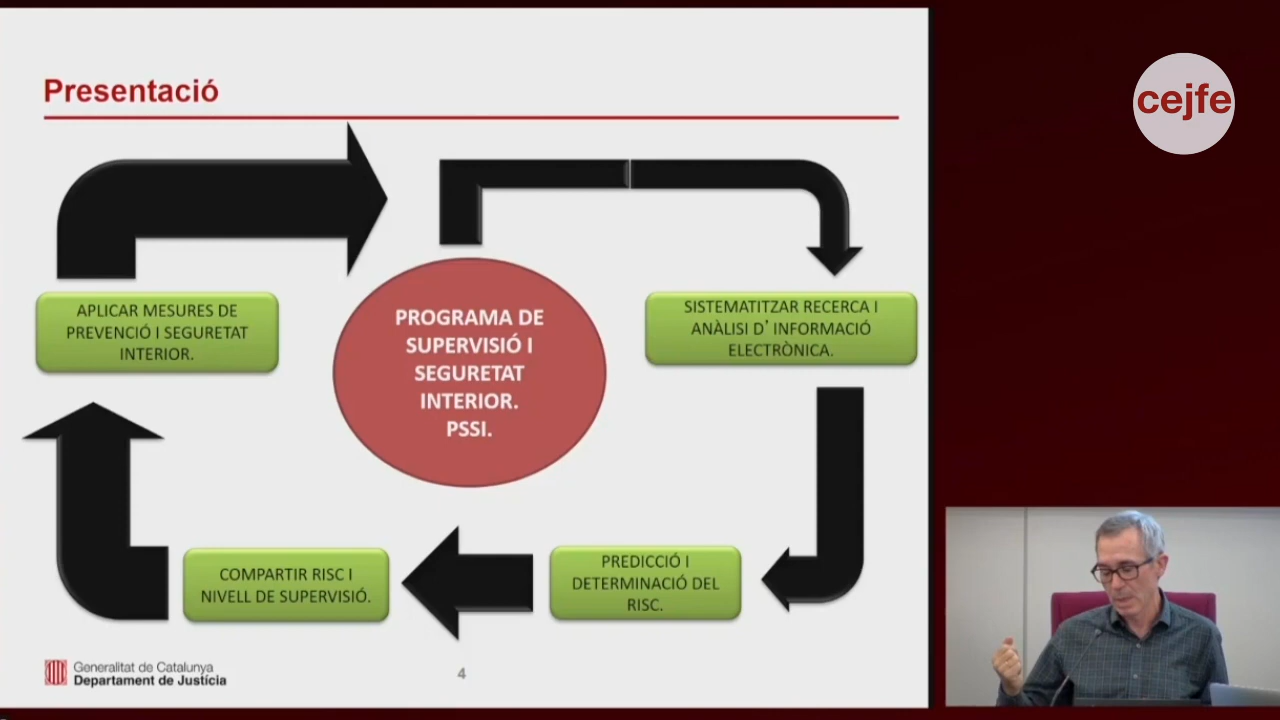 Presentació
cejfe
APLICAR MESURES DE
PREVENCIÓ I SEGURETAT
INTERIOR.
PROGRAMA DE
SUPERVISIÓ I
SEGURETAT
INTERIOR.
PSSI.
SISTEMATITZAR RECERCA I
ANÀLISI D’ INFORMACIÓ
ELECTRÒNICA.
COMPARTIR RISC I
NIVELL DE SUPERVISIÓ.
PREDICCIÓ I
DETERMINACIÓ DEL
RISC.
Generalitat de Catalunya
Departament de Justícia
4